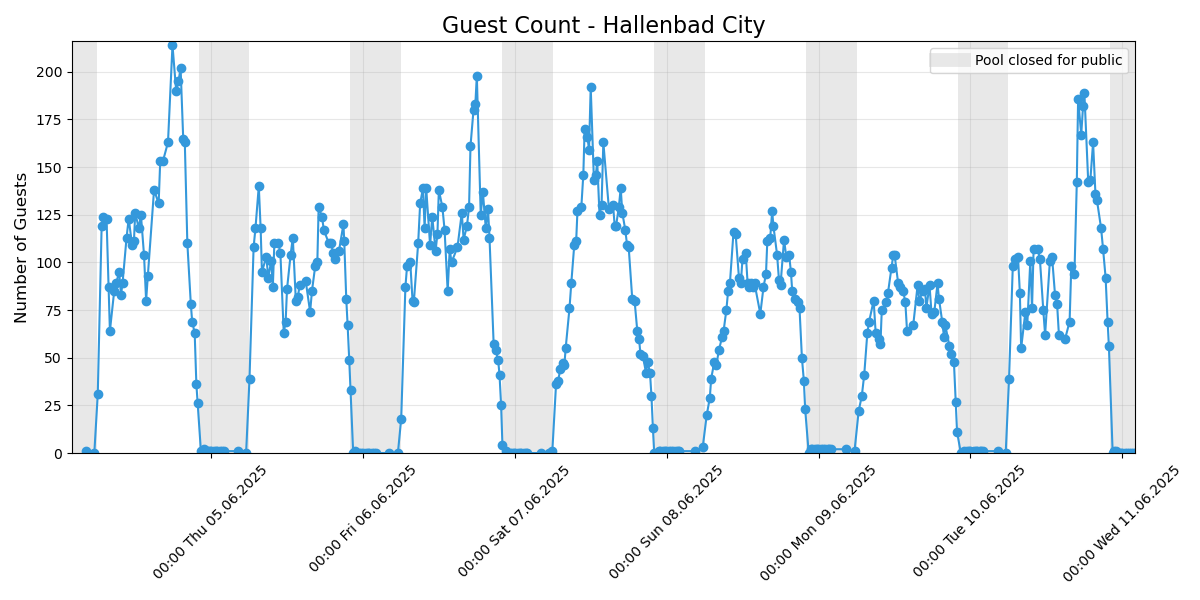 Guest Count - Hallenbad City
Pool closed for public
Number of Guests
200
175
150
125
100
75
50
25
0
00:00 Thu 05.06.2025
00:00 Fri 06.06.2025
00:00 Sat 07.06.2025
00:00 Sun 08.06.2025
00:00 Mon 09.06.2025
00:00 Tue 10.06.2025
00:00 Wed 11.06.2025